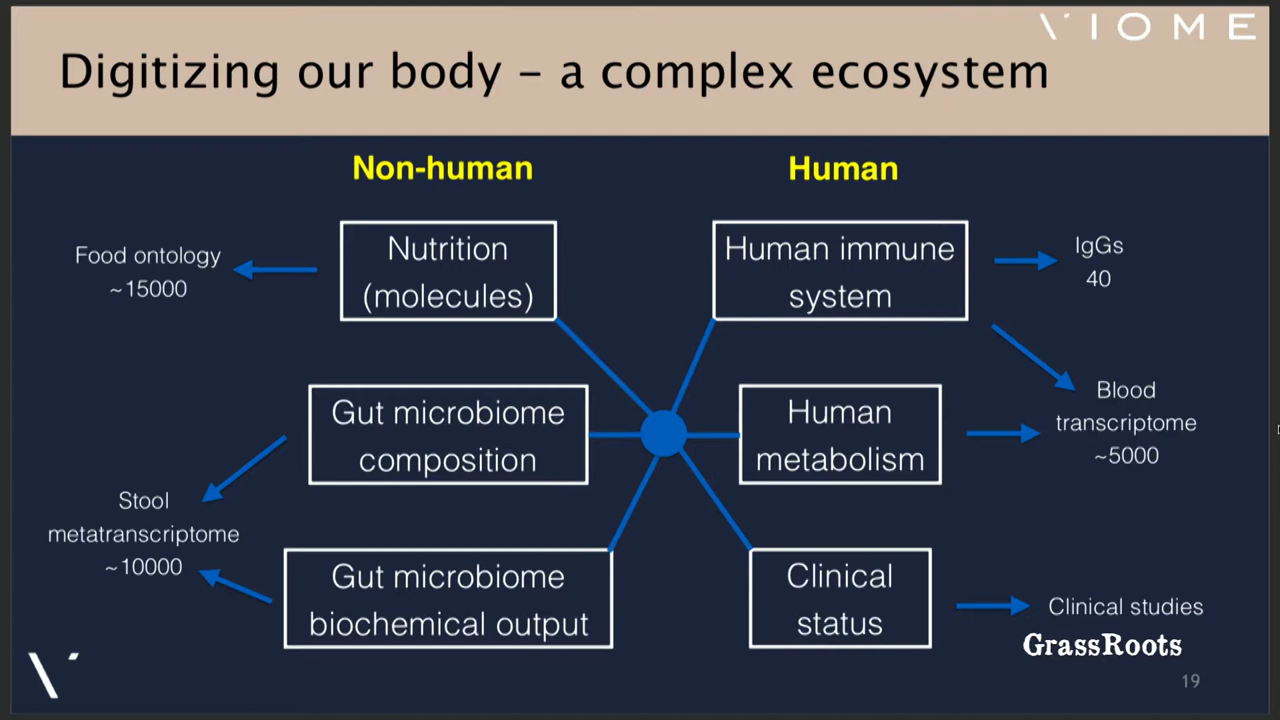 VIOME
Digitizing our body – a complex ecosystem
Non-human
Human
Food ontology
~15000
Nutrition
(molecules)
Human immune
system
IgGs
40
Gut microbiome
composition
Human
metabolism
Blood
transcriptome
~5000
Stool
metatranscriptome
~10000
Gut microbiome
biochemical output
Clinical
status
Clinical studies
GrassRoots
19